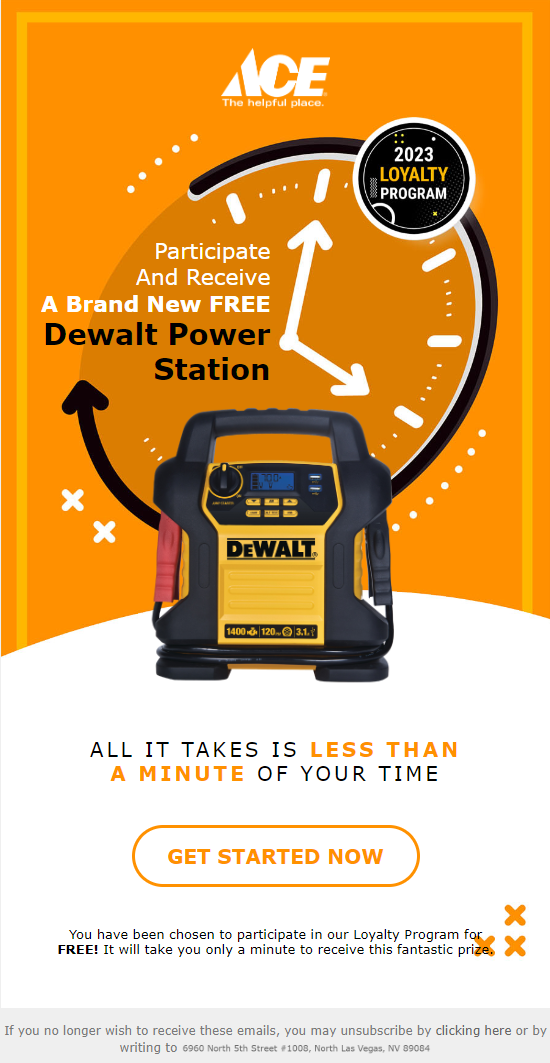 ACE
The helpful place.
2023
LOYALTY
PROGRAM
Participate
And Receive
A Brand New FREE
Dewalt Power
Station
DEWALT
1400 120 3.1
ALL IT TAKES IS LESS THAN
A MINUTE OF YOUR TIME
GET STARTED NOW
You have been chosen to participate in our Loyalty Program for
FREE! It will take you only a minute to receive this fantastic prize.
If you no longer wish to receive these emails, you may unsubscribe by clicking here or by
writing to 6960 North 5th Street #1008, North Las Vegas, NV 89084